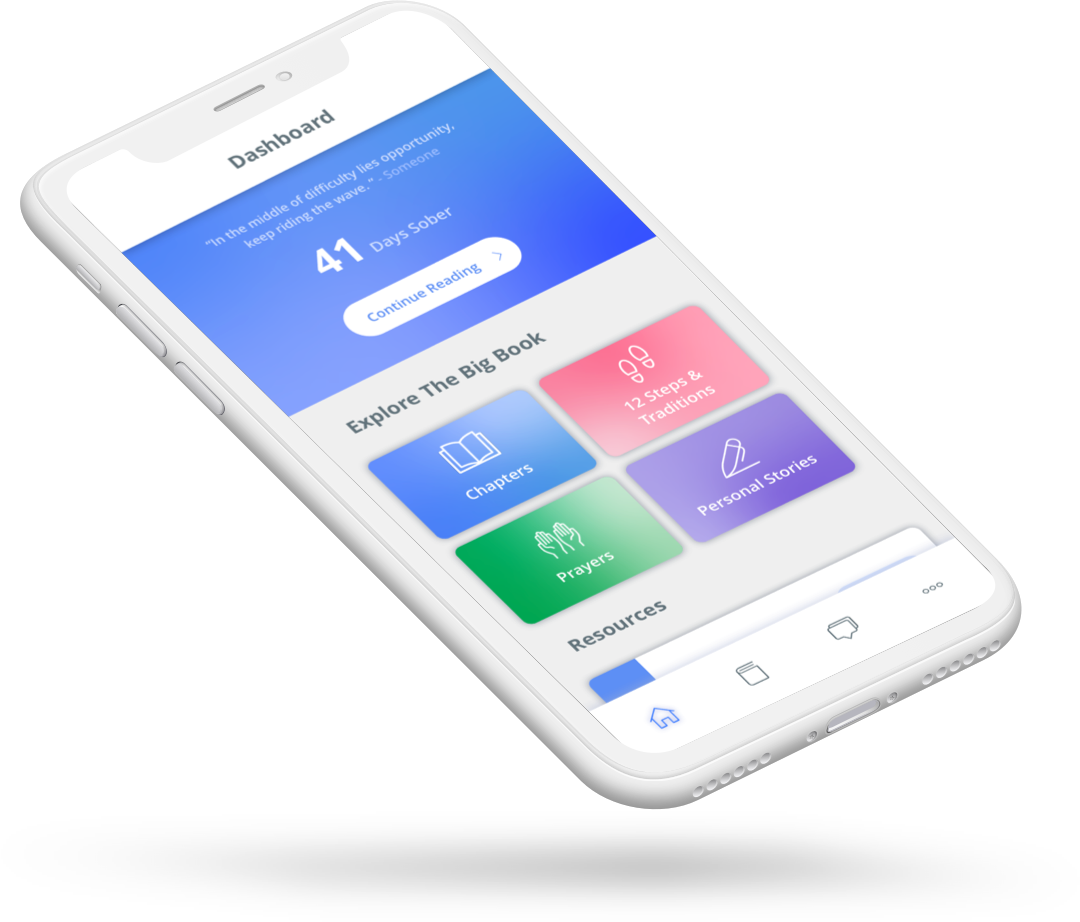 Dashboard
“In the middle of difficulty lies opportunity,
keep riding the wave.” - Someone
41 Days Sober
Continue Reading
Explore The Big Book
Chapters
12 Steps &
Traditions
Prayers
Personal Stories
Resources